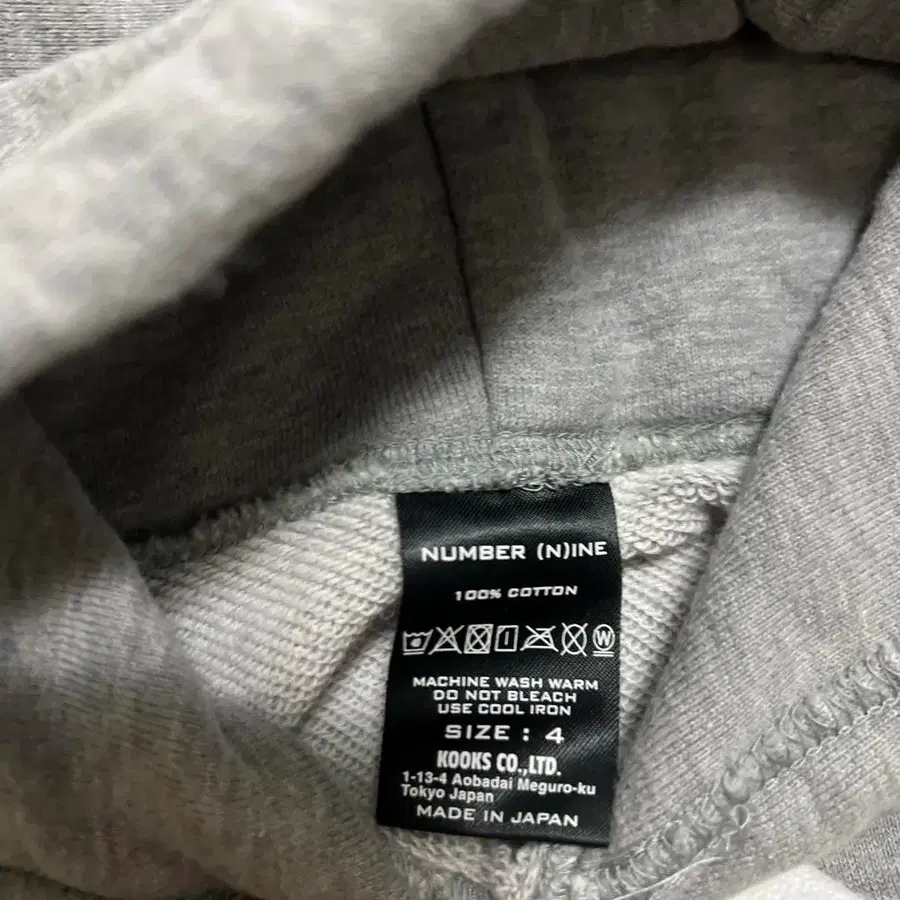 NUMBER (N)INE
100% COTTON
W
MACHINE WASH WARM
DO NOT BLEACH
USE COOL IRON
SIZE : 4
KOOKS CO.,LTD.
1-13-4 Aobadai Meguro-ku
Tokyo Japan
MADE IN JAPAN